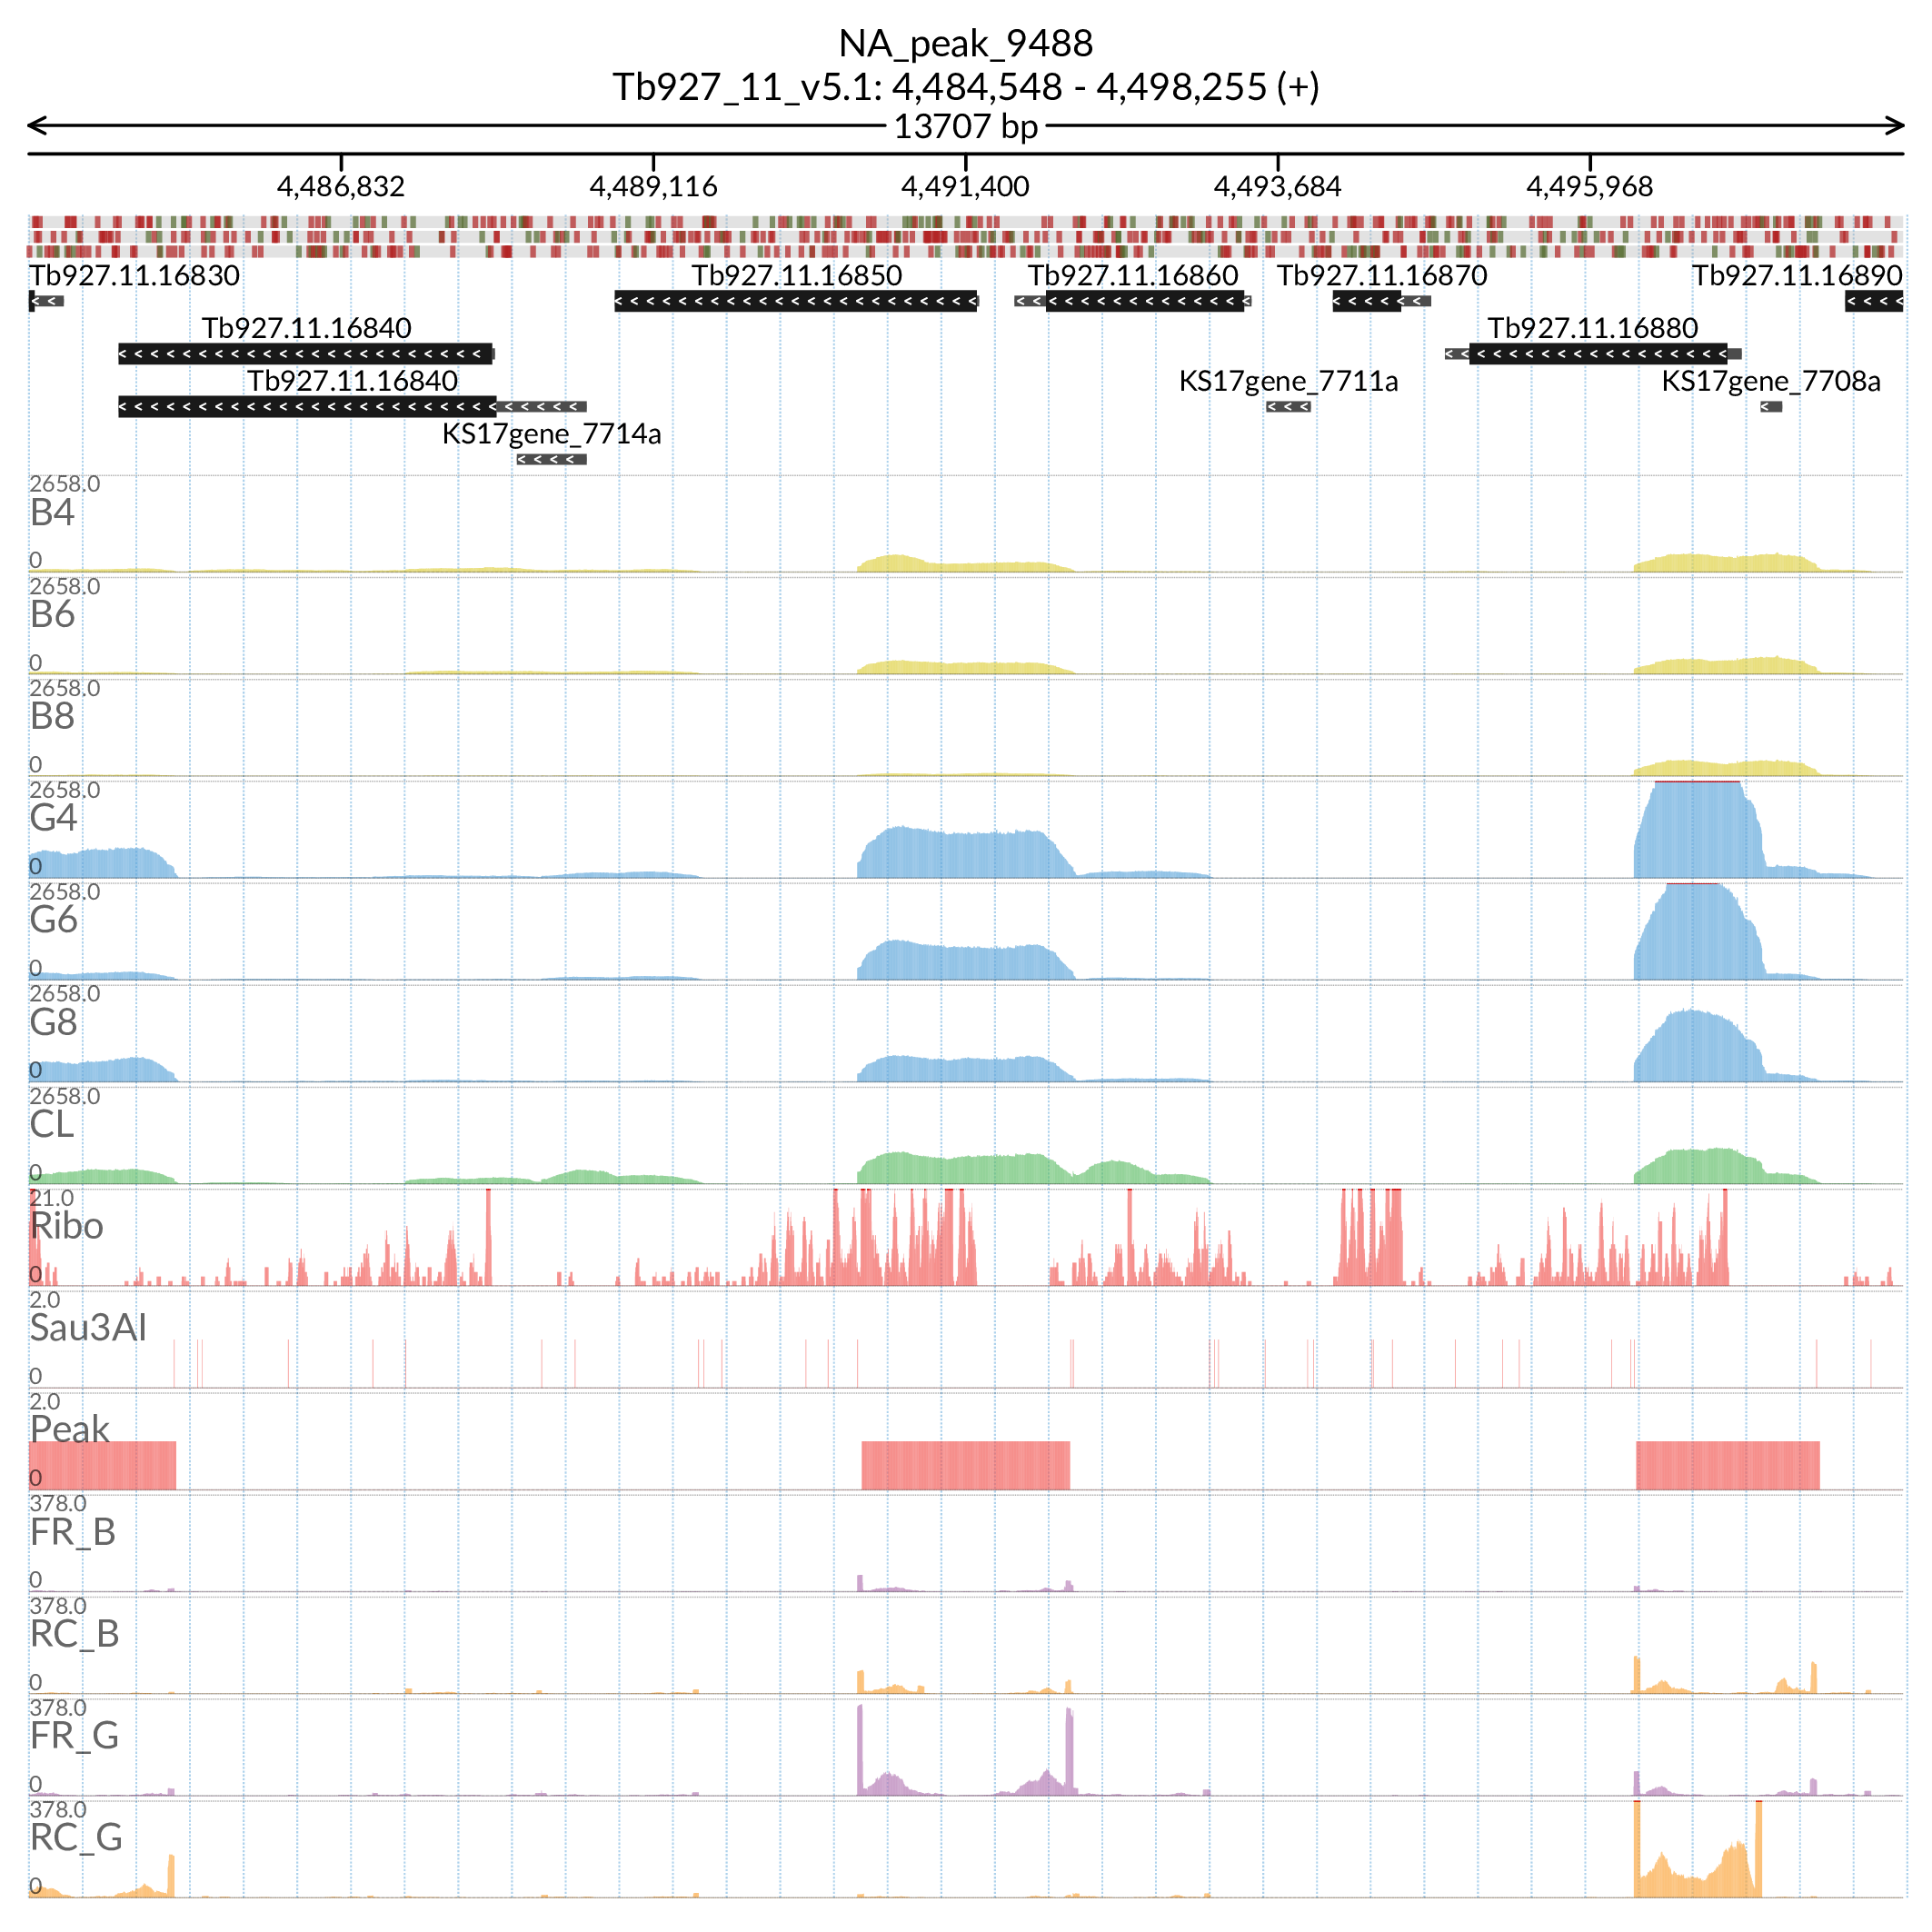 NA_peak_9488
Tb927_11_v5.1: 4,484,548 - 4,498,255 (+)
13707 bp
4,486,832 4,489,116 4,491,400 4,493,684 4,495,968
Tb927.11.16830 Tb927.11.16850 Tb927.11.16860 Tb927.11.16870 Tb927.11.16890
Tb927.11.16840 Tb927.11.16880
Tb927.11.16840 KS17gene_7711a KS17gene_7708a
KS17gene_7714a
2658.0
B4
0
2658.0
B6
0
2658.0
B8
0
2658.0
G4
0
2658.0
G6
0
2658.0
G8
0
2658.0
CL
0
21.0
Ribo
0
2.0
Sau3AI
0
2.0
Peak
0
378.0
FR_B
0
378.0
RC_B
0
378.0
FR_G
0
378.0
RC_G
0